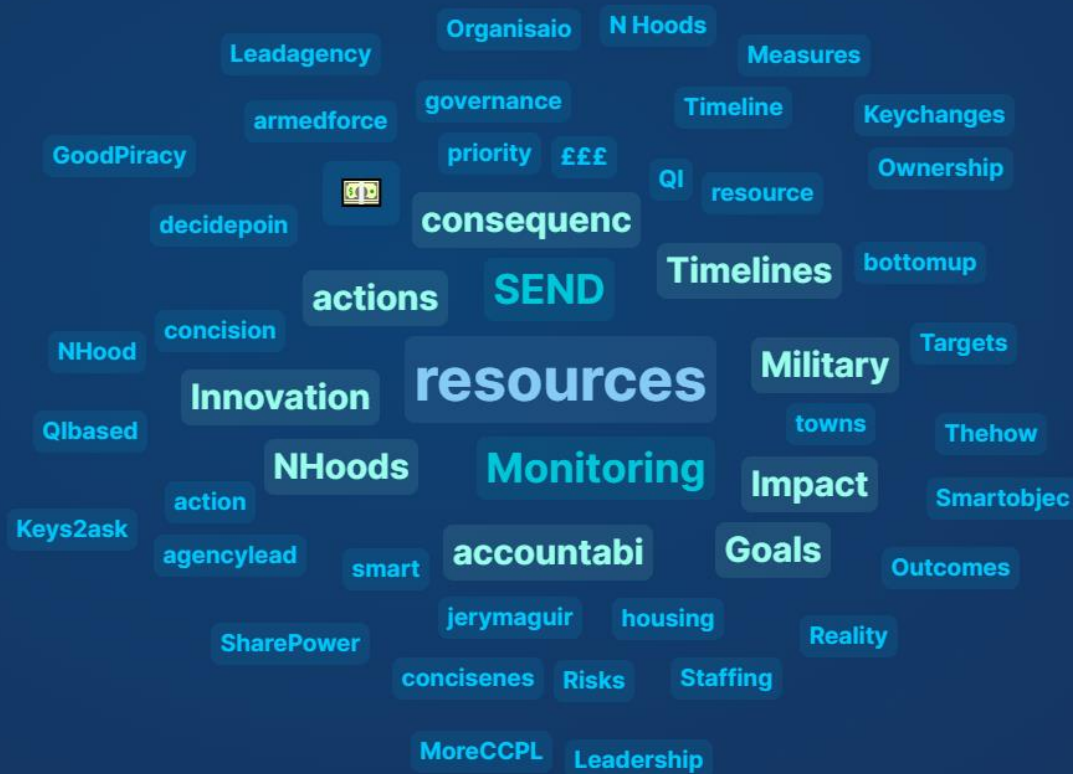 Organisaio
N Hoods
Leadagency
Measures
governance
Timeline
armedforce
Keychanges
GoodPiracy
priority
£££
Ownership
QI
resource
decidepoin
consequenc
Timelines
bottomup
actions
SEND
concision
NHood
Targets
Innovation
resources
Military
QIbased
towns
Thehow
NHoods
Monitoring
Impact
action
Smartobjec
Keys2ask
agencylead
smart
accountabi
Goals
Outcomes
jerymaguir
housing
SharePower
Reality
concisenes
Risks
Staffing
MoreCCPL
Leadership